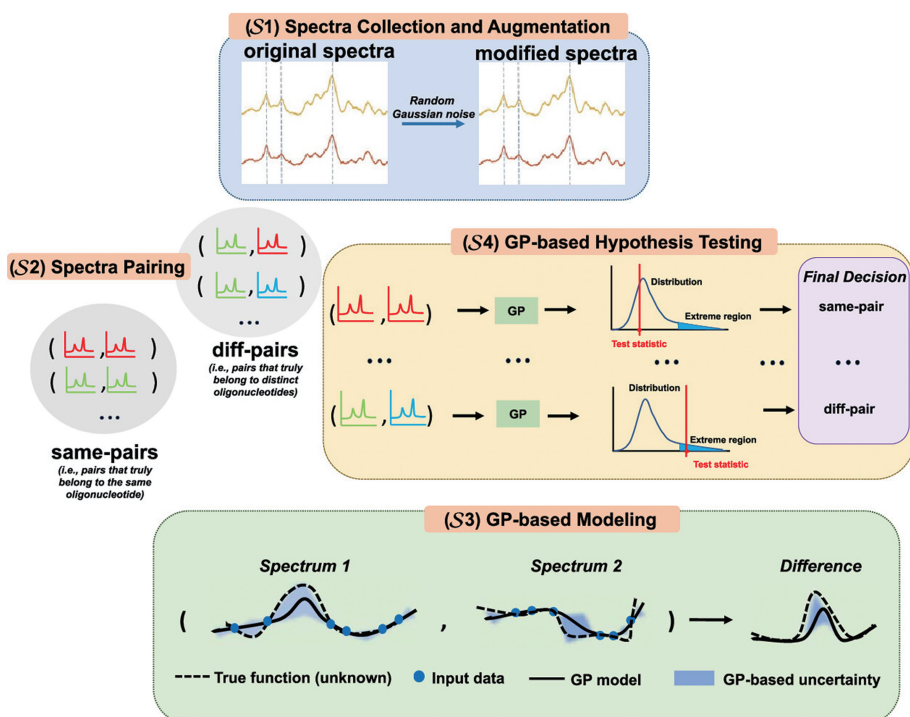 (S1) Spectra Collection and Augmentation
original spectra
modified spectra
Random
Gaussian noise
(S2) Spectra Pairing
( , )
( , )
...
diff-pairs
(i.e., pairs that truly
belong to distinct
oligonucleotides)
( , )
( , )
...
same-pairs
(i.e., pairs that truly
belong to the same
oligonucleotide)
(S4) GP-based Hypothesis Testing
Final Decision
( , )
GP
Distribution
Extreme region
Test statistic
same-pair
... ... ... ... ...
( , )
GP
Distribution
Extreme region
Test statistic
diff-pair
(S3) GP-based Modeling
Spectrum 1
Spectrum 2
Difference
( , )
True function (unknown)
Input data
GP model
GP-based uncertainty